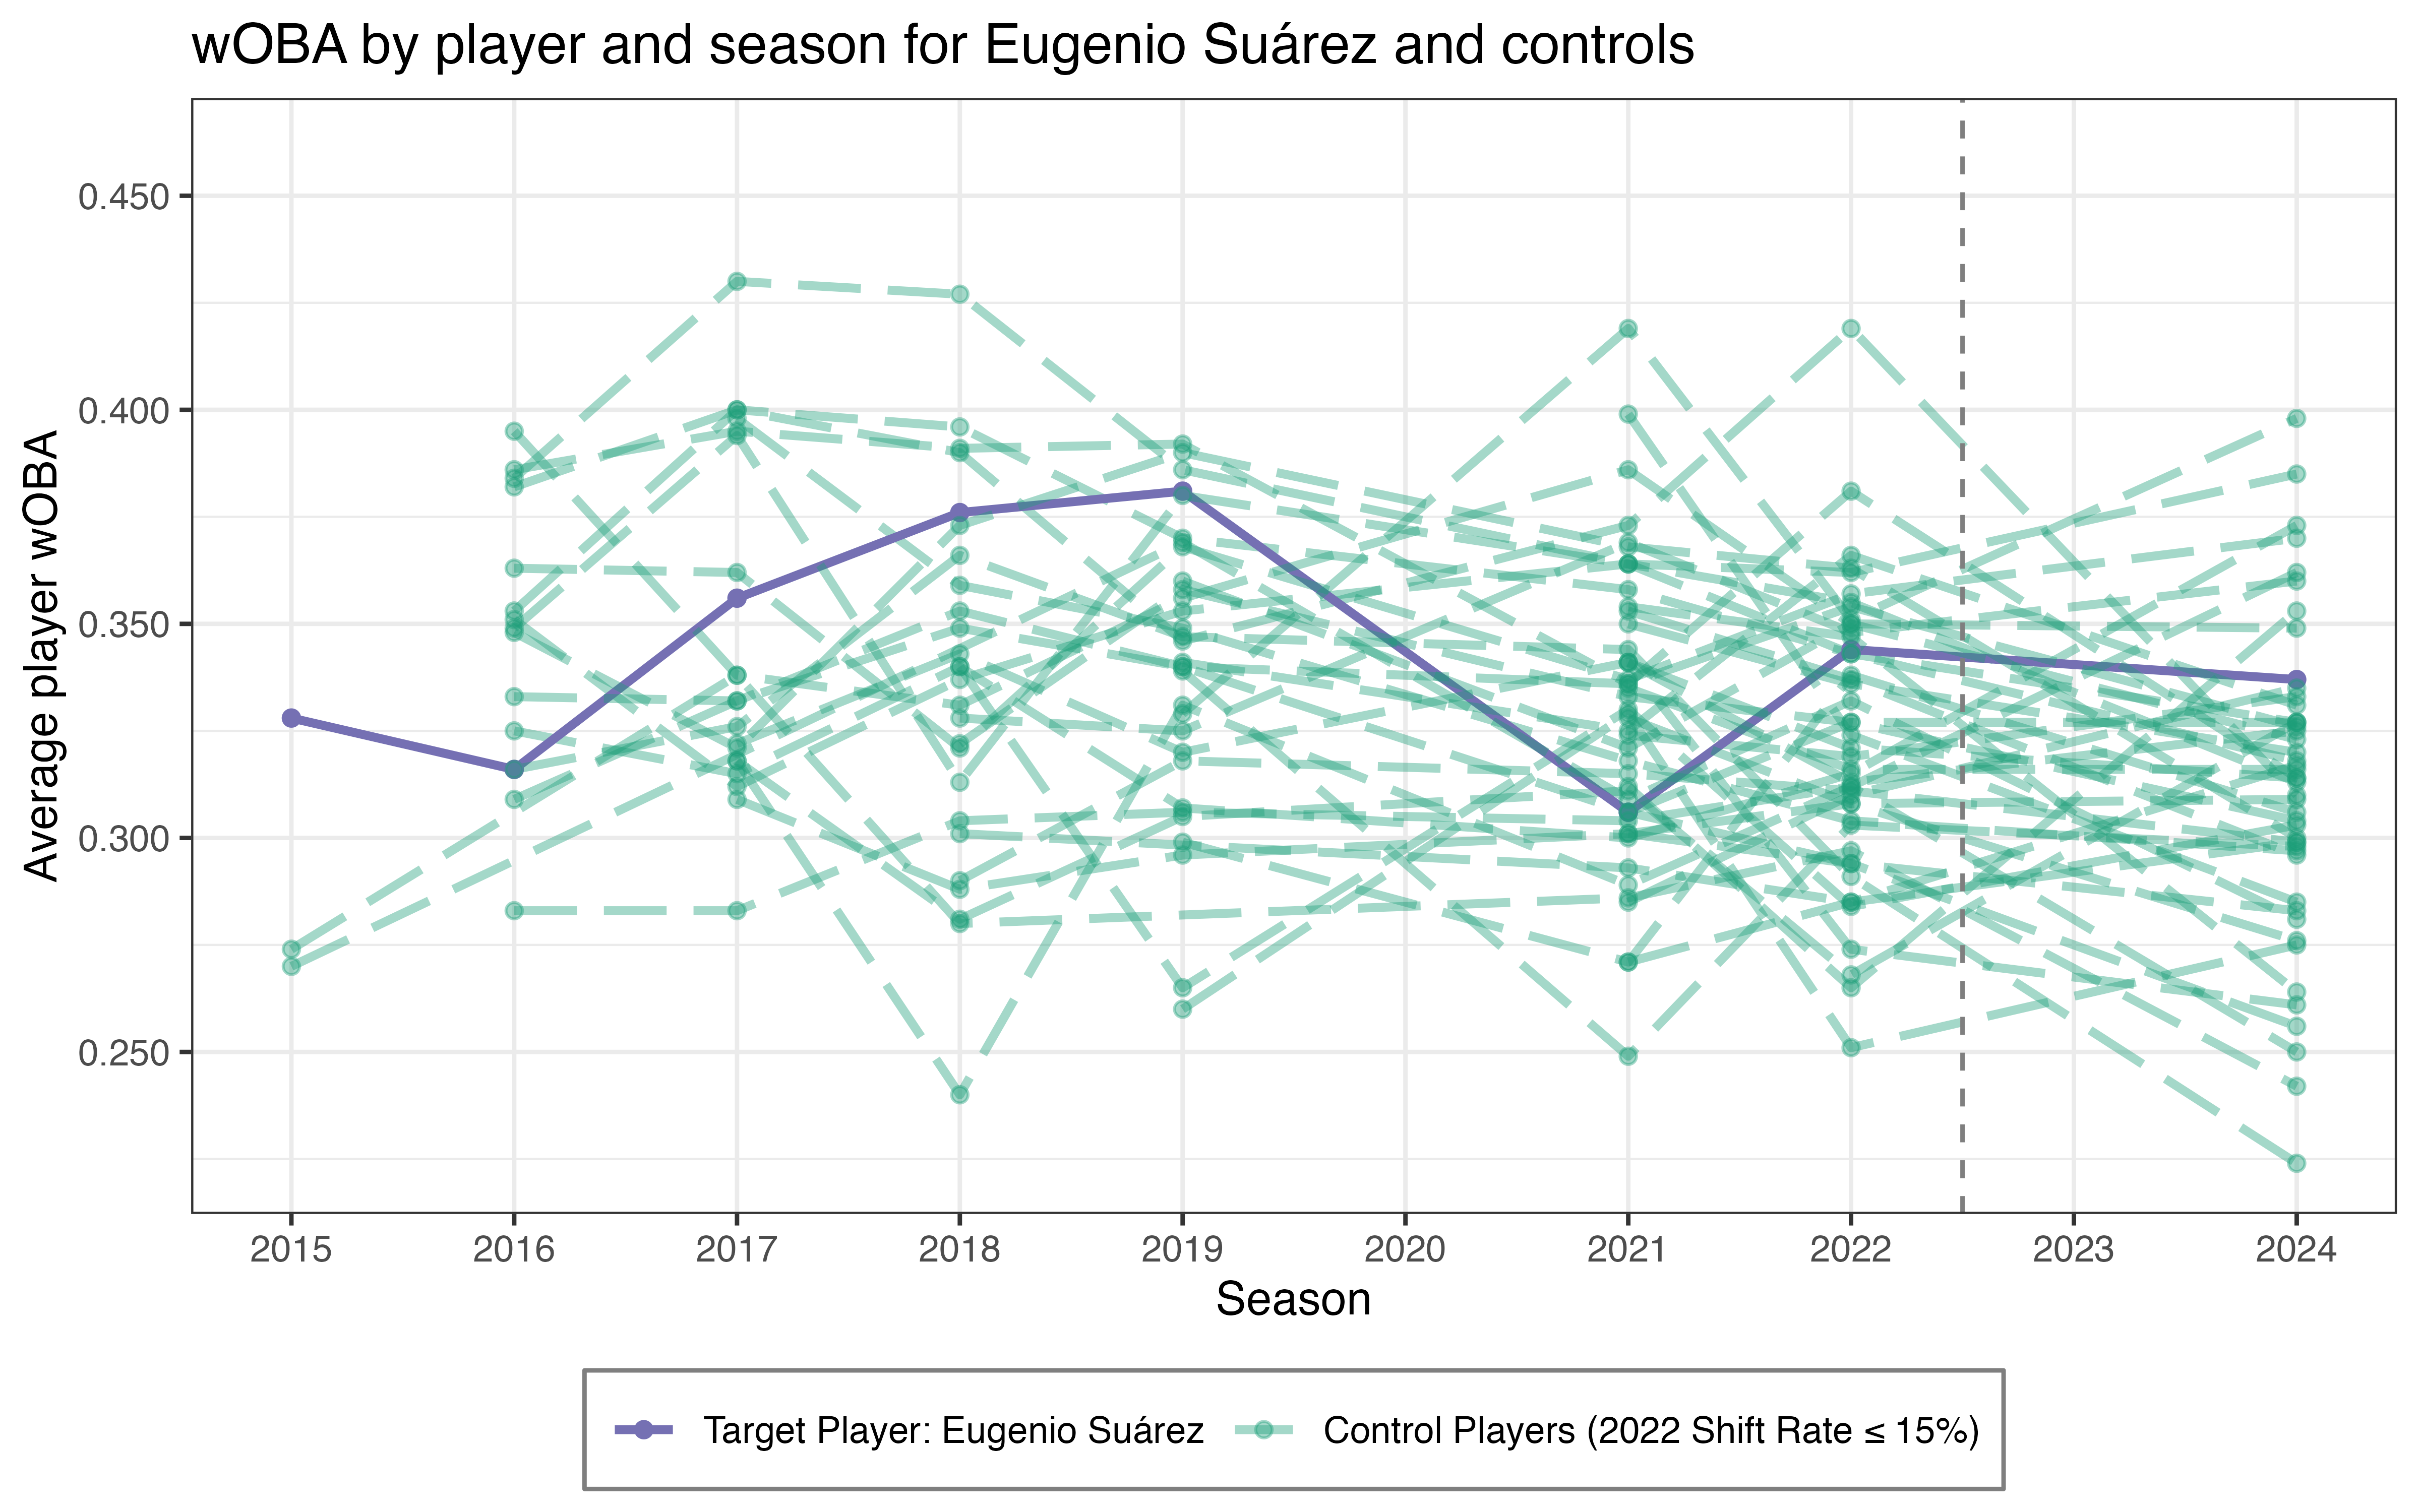 wOBA by player and season for Eugenio Suárez and controls
Average player wOBA
0.450
0.400
0.350
0.300
0.250
2015 2016 2017 2018 2019 2020 2021 2022 2023 2024
Season
Target Player: Eugenio Suárez Control Players (2022 Shift Rate ≤ 15%)